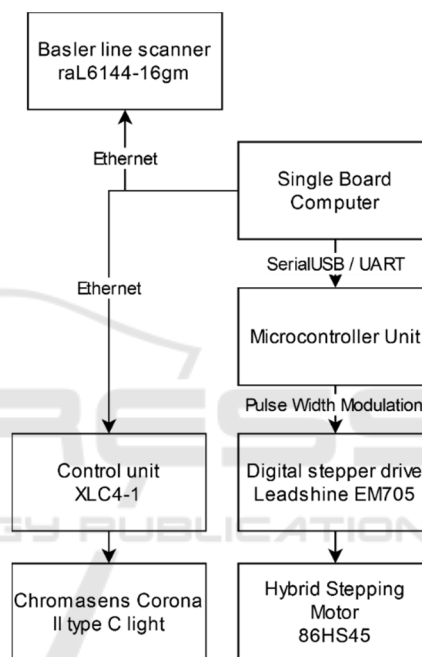 Basler line scanner
raL6144-16gm
Ethernet
Single Board
Computer
SerialUSB / UART
Ethernet
Microcontroller Unit
Pulse Width Modulation
Control unit
XLC4-1
Digital stepper drive
Leadshine EM705
Chromasens Corona
II type C light
Hybrid Stepping
Motor
86HS45